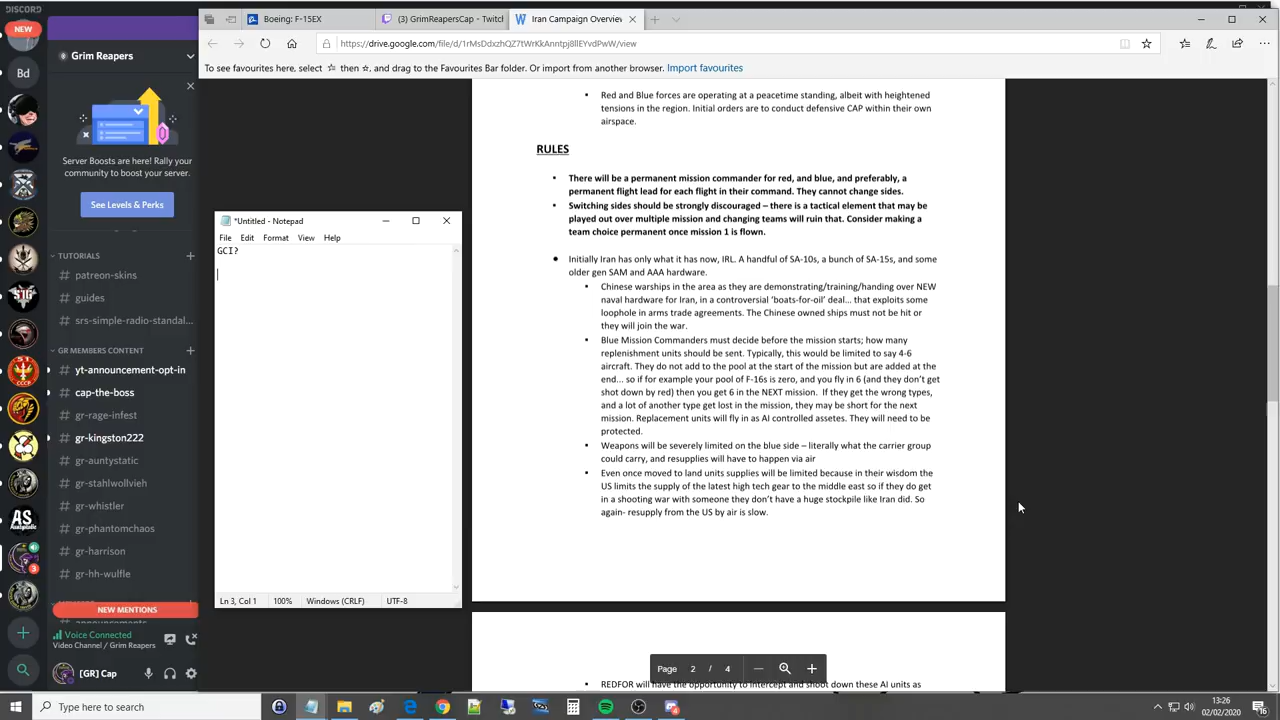 DISCORD
Boeing: F-15EX
(3) GrimReapersCap - Twitch
Iran Campaign Overview
NEW
Grim Reapers
https://drive.google.com/file/d/1rMsDdxzhQZ7tWrKkAnntpj8llEYvdPwW/view
To see favourites here, select ☆ then ☆, and drag to the Favourites Bar folder. Or import from another browser. Import favourites
Bd
Server Boosts are here! Rally your
community to boost your server.
See Levels & Perks
TUTORIALS
# patreon-skins
# guides
# srs-simple-radio-standal...
GR MEMBERS CONTENT
# yt-announcement-opt-in
# cap-the-boss
# gr-rage-infest
# gr-kingston222
# gr-auntystatic
# gr-stahlwollvieh
# gr-whistler
# gr-phantomchaos
# gr-harrison
# gr-hh-wulfle
NEW MENTIONS
# announcements
Voice Connected
Video Channel / Grim Reapers
[GR] Cap
AS
3
*Untitled - Notepad
File Edit Format View Help
GCI?
Ln 3, Col 1 100% Windows (CRLF) UTF-8
Red and Blue forces are operating at a peacetime standing, albeit with heightened
tensions in the region. Initial orders are to conduct defensive CAP within their own
airspace.
RULES
There will be a permanent mission commander for red, and blue, and preferably, a
permanent flight lead for each flight in their command. They cannot change sides.
Switching sides should be strongly discouraged – there is a tactical element that may be
played out over multiple mission and changing teams will ruin that. Consider making a
team choice permanent once mission 1 is flown.
Initially Iran has only what it has now, IRL. A handful of SA-10s, a bunch of SA-15s, and some
older gen SAM and AAA hardware.
Chinese warships in the area as they are demonstrating/training/handing over NEW
naval hardware for Iran, in a controversial 'boats-for-oil' deal... that exploits some
loophole in arms trade agreements. The Chinese owned ships must not be hit or
they will join the war.
Blue Mission Commanders must decide before the mission starts; how many
replenishment units should be sent. Typically, this would be limited to say 4-6
aircraft. They do not add to the pool at the start of the mission but are added at the
end... so if for example your pool of F-16s is zero, and you fly in 6 (and they don't get
shot down by red) then you get 6 in the NEXT mission. If they get the wrong types,
and a lot of another type get lost in the mission, they may be short for the next
mission. Replacement units will fly in as AI controlled assetes. They will need to be
protected.
Weapons will be severely limited on the blue side – literally what the carrier group
could carry, and resupplies will have to happen via air
Even once moved to land units supplies will be limited because in their wisdom the
US limits the supply of the latest high tech gear to the middle east so if they do get
in a shooting war with someone they don't have a huge stockpile like Iran did. So
again- resupply from the US by air is slow.
Page 2 / 4
REDFOR will have the opportunity to intercept and shoot down these AI units as
Type here to search
13:26
02/02/2020